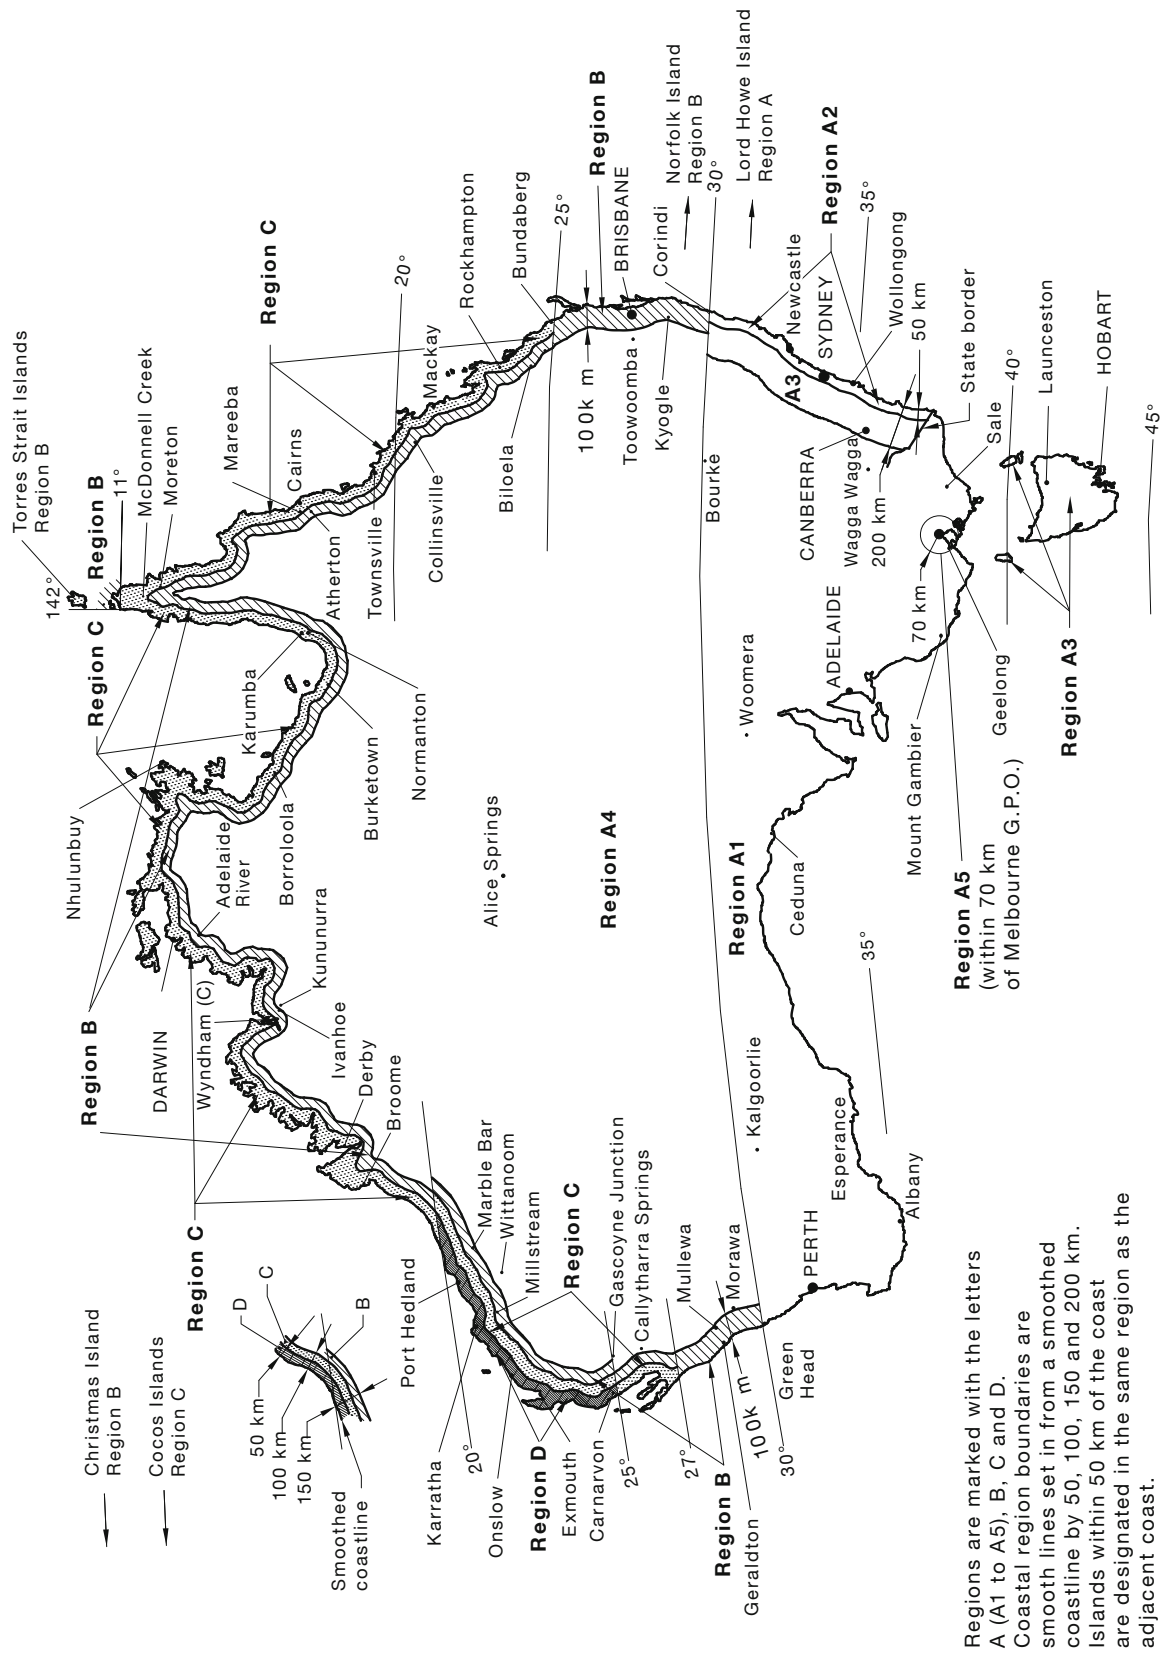 Christmas Island
Region B
Cocos Islands
Region C
Torres Strait Islands
Region B
142°
Region B
11°
McDonnell Creek
Moreton
Region C
Nhulunbuy
Region B
DARWIN
Wyndham (C)
Adelaide
River
Kununurra
Ivanhoe
Derby
Broome
Region C
Borroloola
Karumba
Burketown
Normanton
Mareeba
Cairns
Atherton
Townsville
Collinsville
Region C
20°
Mackay
Rockhampton
Bundaberg
Biloela
25°
Region B
100k m
BRISBANE
Toowoomba
Kyogle
Corindi
Norfolk Island
Region B
30°
Lord Howe Island
Region A
Bourke
Region A2
Newcastle
SYDNEY
A3
35°
Wollongong
50 km
CANBERRA
Wagga Wagga
200 km
State border
Sale
40°
Launceston
HOBART
45°
Region A3
70 km
Geelong
ADELAIDE
Mount Gambier
Woomera
Region A5
(within 70 km
of Melbourne G.P.O.)
Alice Springs
Region A4
Region A1
Ceduna
35°
Kalgoorlie
Esperance
Albany
PERTH
D
C
B
50 km
100 km
150 km
Smoothed
coastline
Port Hedland
Marble Bar
Wittanoom
Millstream
Region C
Gascoyne Junction
Callytharra Springs
Mullewa
Morawa
Karratha
20°
Onslow
Region D
Exmouth
Carnarvon
25°
27°
Region B
Geraldton
100k m
30°
Green
Head
Regions are marked with the letters
A (A1 to A5), B, C and D.
Coastal region boundaries are
smooth lines set in from a smoothed
coastline by 50, 100, 150 and 200 km.
Islands within 50 km of the coast
are designated in the same region as the
adjacent coast.